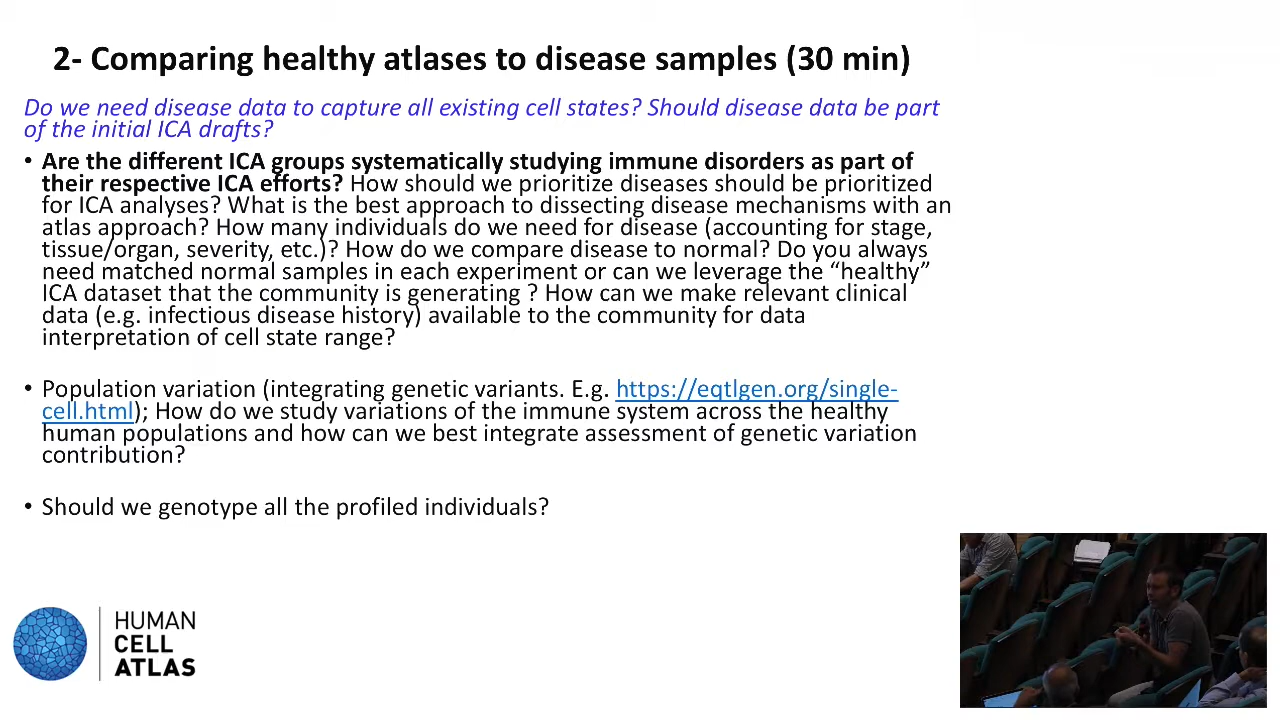 2- Comparing healthy atlases to disease samples (30 min)
Do we need disease data to capture all existing cell states? Should disease data be part
of the initial ICA drafts?
• Are the different ICA groups systematically studying immune disorders as part of
their respective ICA efforts? How should we prioritize diseases should be prioritized
for ICA analyses? What is the best approach to dissecting disease mechanisms with an
atlas approach? How many individuals do we need for disease (accounting for stage,
tissue/organ, severity, etc.)? How do we compare disease to normal? Do you always
need matched normal samples in each experiment or can we leverage the “healthy”
ICA dataset that the community is generating ? How can we make relevant clinical
data (e.g. infectious disease history) available to the community for data
interpretation of cell state range?
• Population variation (integrating genetic variants. E.g. https://eqtlgen.org/single-
cell.html); How do we study variations of the immune system across the healthy
human populations and how can we best integrate assessment of genetic variation
contribution?
• Should we genotype all the profiled individuals?
HUMAN
CELL
ATLAS